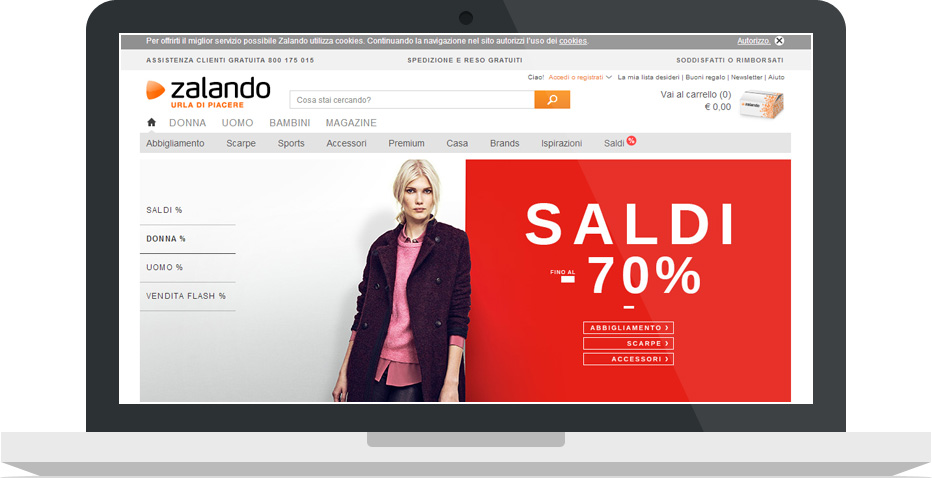 Per offrirti il miglior servizio possibile Zalando utilizza cookies. Continuando la navigazione nel sito autorizzi l'uso dei cookies. Autorizzo X
ASSISTENZA CLIENTI GRATUITA 800 175 015 SPEDIZIONE E RESO GRATUITI SODDISFATTI O RIMBORSATI
Ciao! Accedi o registrati La mia lista desideri | Buoni regalo | Newsletter | Aiuto
zalando
URLA DI PIACERE
Cosa stai cercando?
Vai al carrello (0)
€ 0,00
zalando
DONNA UOMO BAMBINI MAGAZINE
Abbigliamento Scarpe Sports Accessori Premium Casa Brands Ispirazioni Saldi %
SALDI %
DONNA %
UOMO %
VENDITA FLASH %
SALDI
FINO AL
-70%
ABBIGLIAMENTO
SCARPE
ACCESSORI